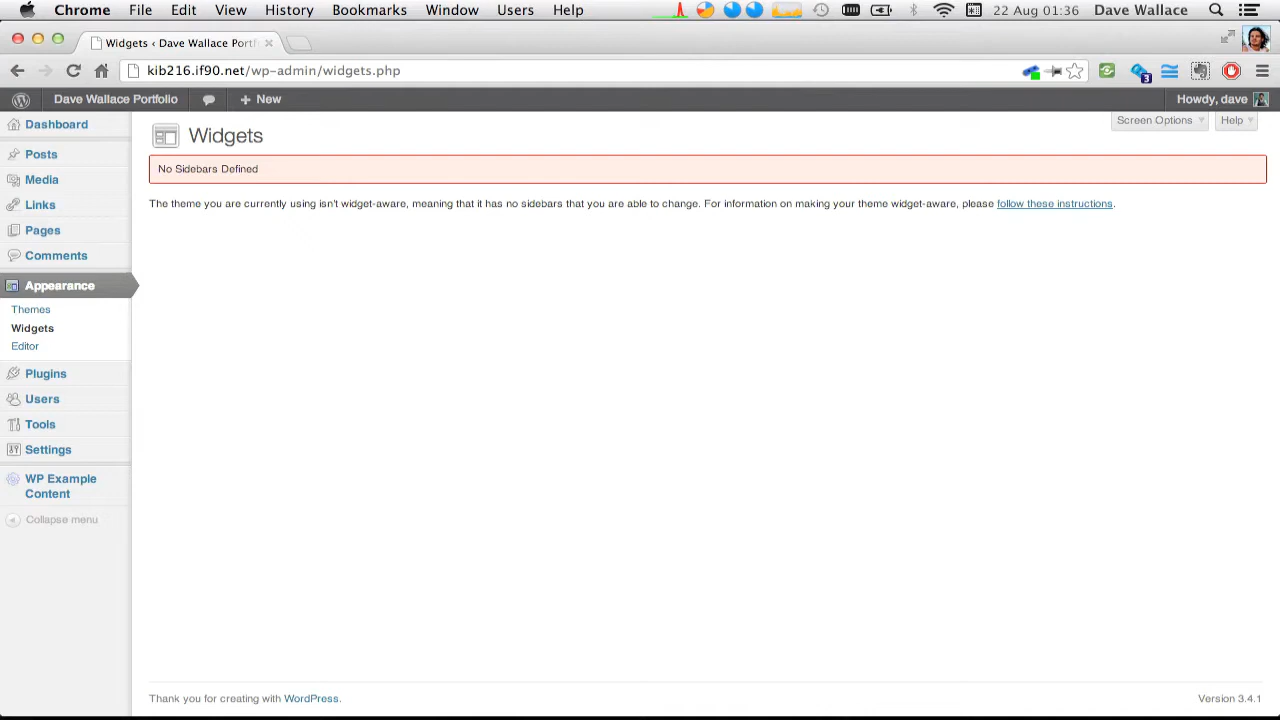 Chrome File Edit View History Bookmarks Window Users Help 22 Aug 01:36 Dave Wallace
Widgets ‹ Dave Wallace Portf
kib216.if90.net/wp-admin/widgets.php
3
Dave Wallace Portfolio + New Howdy, dave
Screen Options Help
Dashboard
Posts
Media
Links
Pages
Comments
Appearance
Themes
Widgets
Editor
Plugins
Users
Tools
Settings
WP Example
Content
Collapse menu
Widgets
No Sidebars Defined
The theme you are currently using isn't widget-aware, meaning that it has no sidebars that you are able to change. For information on making your theme widget-aware, please follow these instructions.
Thank you for creating with WordPress. Version 3.4.1